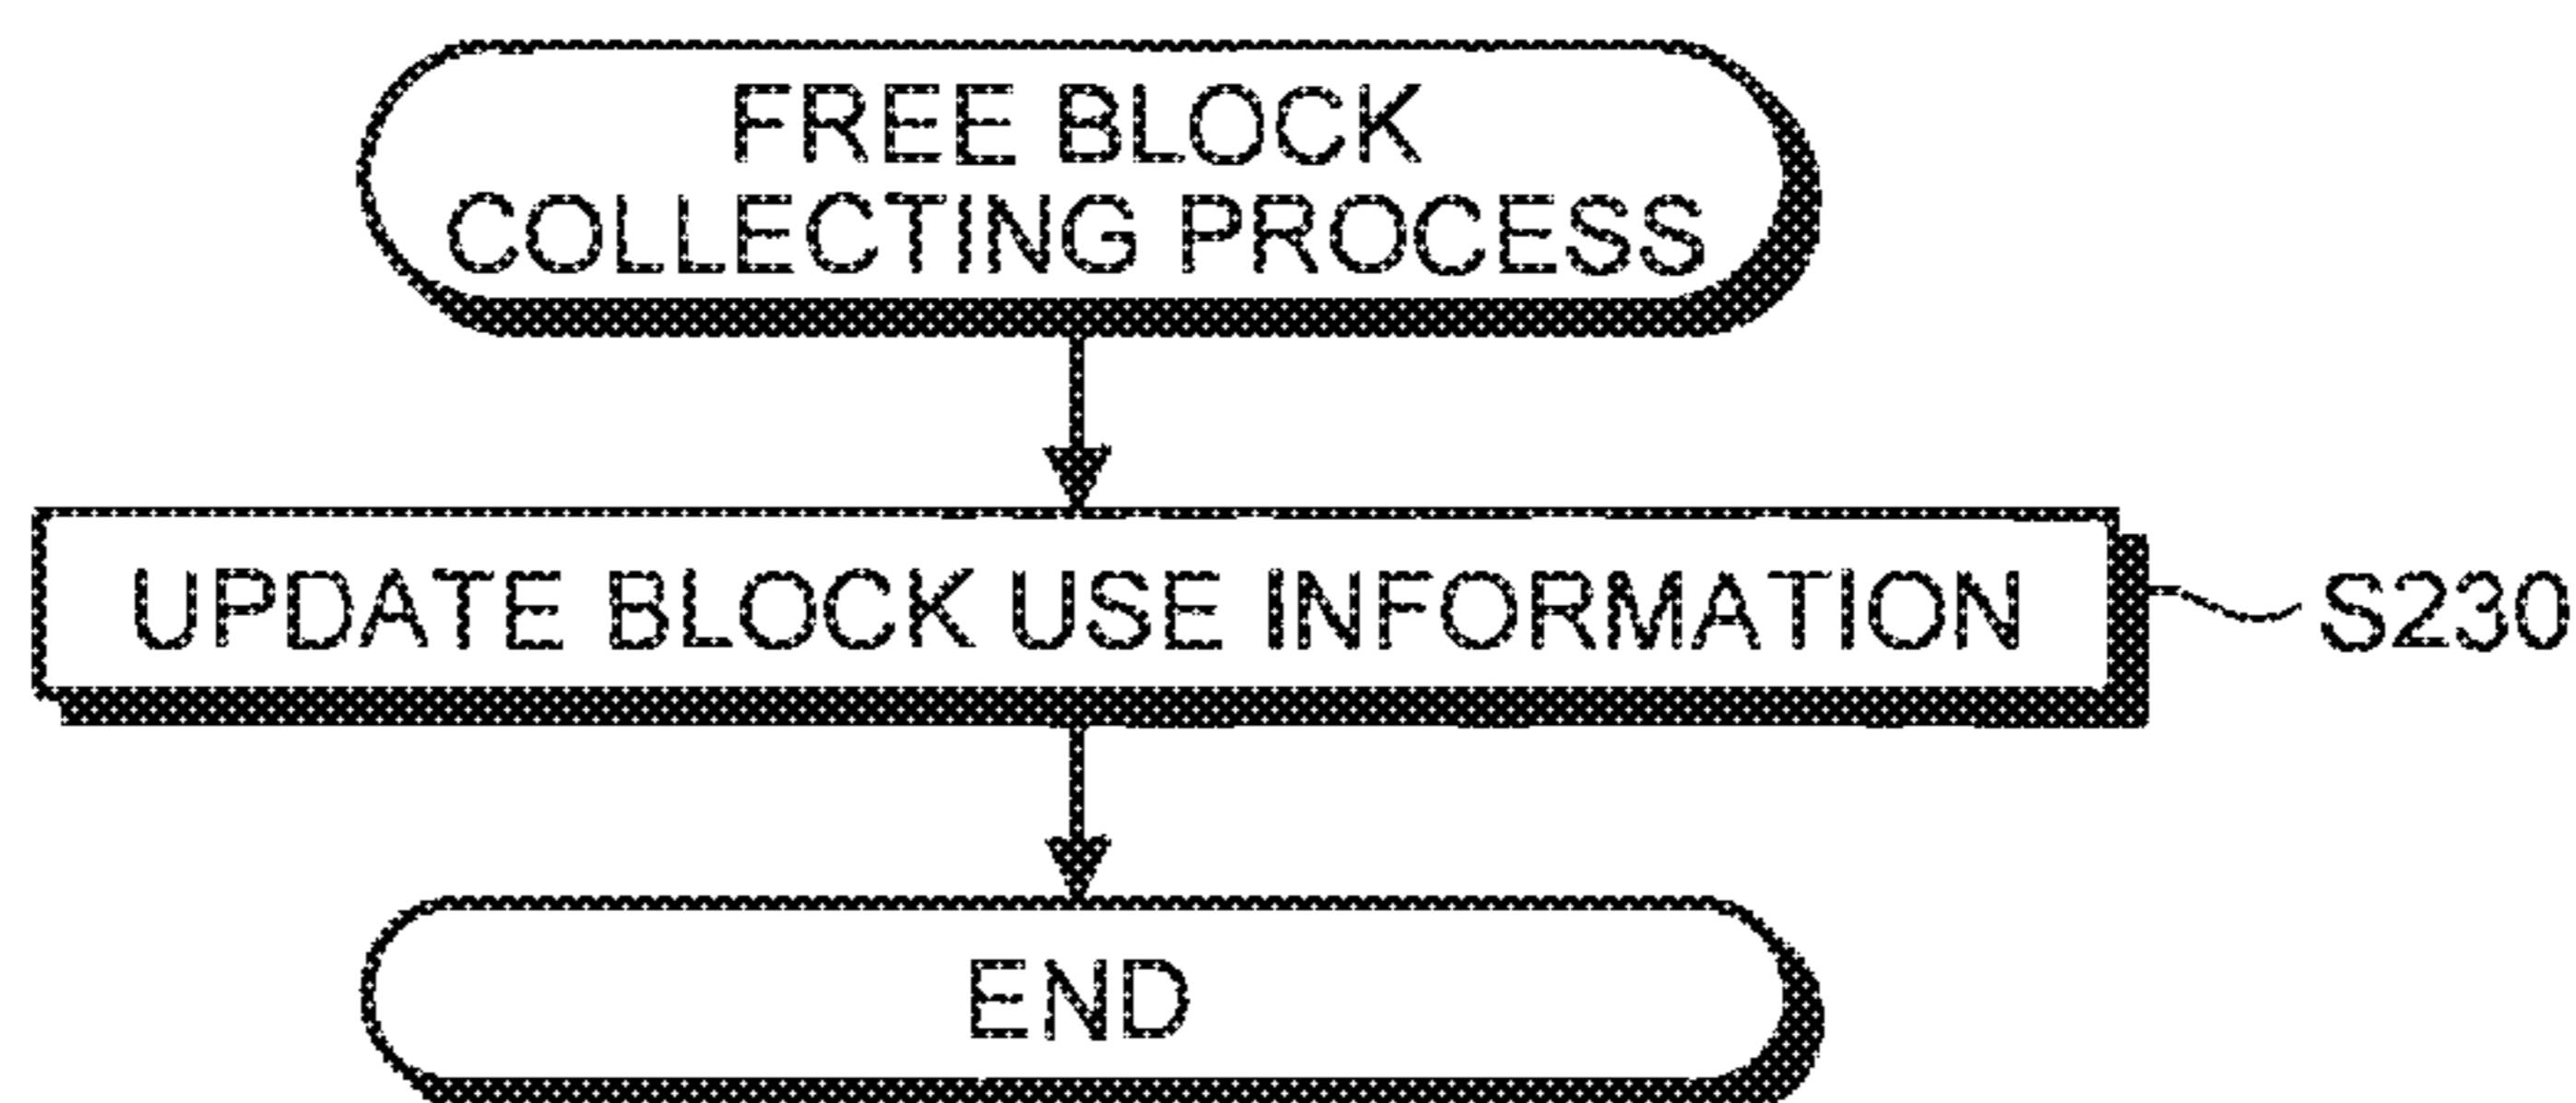 FREE BLOCK
COLLECTING PROCESS
UPDATE BLOCK USE INFORMATION
S230
END